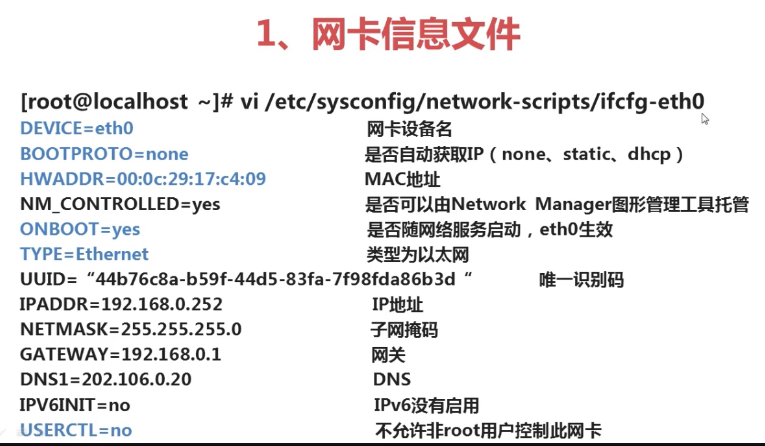 1、网卡信息文件
[root@localhost ~]# vi /etc/sysconfig/network-scripts/ifcfg-eth0
DEVICE=eth0 网卡设备名
BOOTPROTO=none 是否自动获取IP（none、static、dhcp）
HWADDR=00:0c:29:17:c4:09 MAC地址
NM_CONTROLLED=yes 是否可以由Network Manager图形管理工具托管
ONBOOT=yes 是否随网络服务启动，eth0生效
TYPE=Ethernet 类型为以太网
UUID=“44b76c8a-b59f-44d5-83fa-7f98fda86b3d“ 唯一识别码
IPADDR=192.168.0.252 IP地址
NETMASK=255.255.255.0 子网掩码
GATEWAY=192.168.0.1 网关
DNS1=202.106.0.20 DNS
IPV6INIT=no IPv6没有启用
USERCTL=no 不允许非root用户控制此网卡